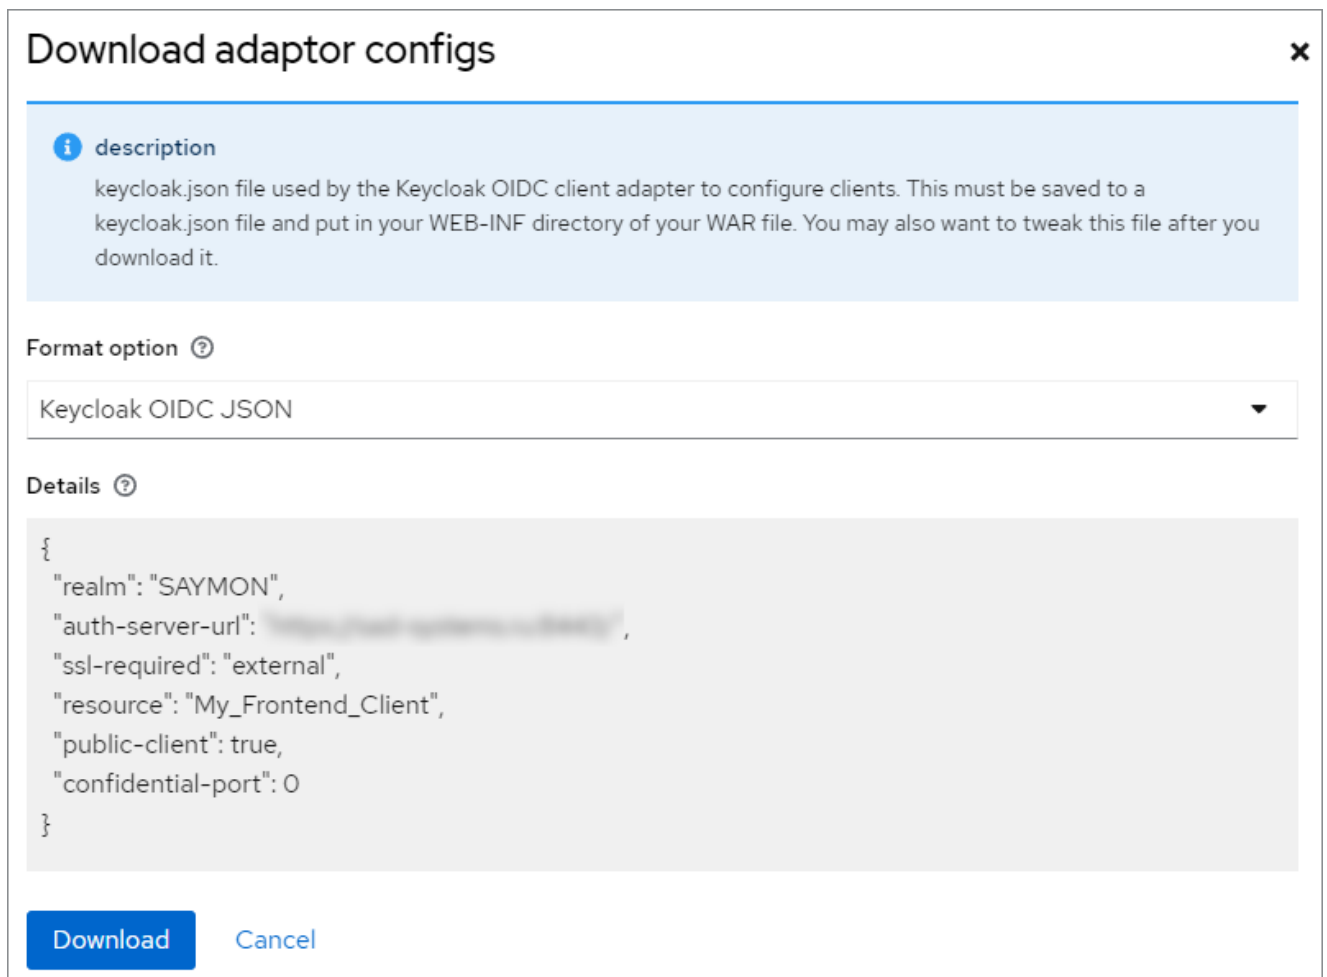 Download adaptor configs
description
keycloak.json file used by the Keycloak OIDC client adapter to configure clients. This must be saved to a
keycloak.json file and put in your WEB-INF directory of your WAR file. You may also want to tweak this file after you
download it.
Format option
Keycloak OIDC JSON
Details
{
"realm": "SAYMON",
"auth-server-url": ,
"ssl-required": "external",
"resource": "My_Frontend_Client",
"public-client": true,
"confidential-port": 0
}
Download Cancel